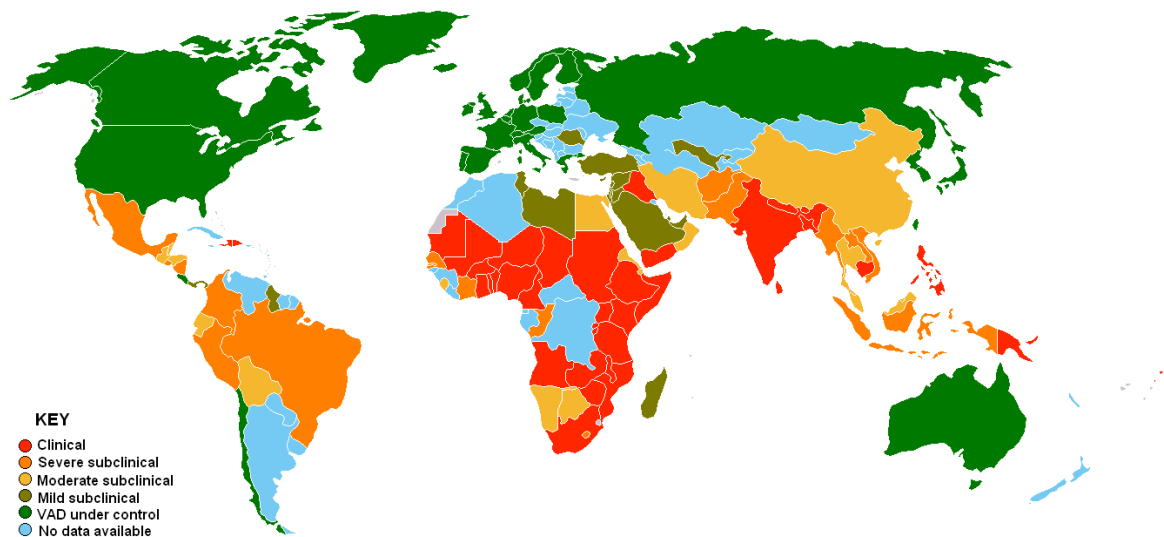 KEY
Clinical
Severe subclinical
Moderate subclinical
Mild subclinical
VAD under control
No data available